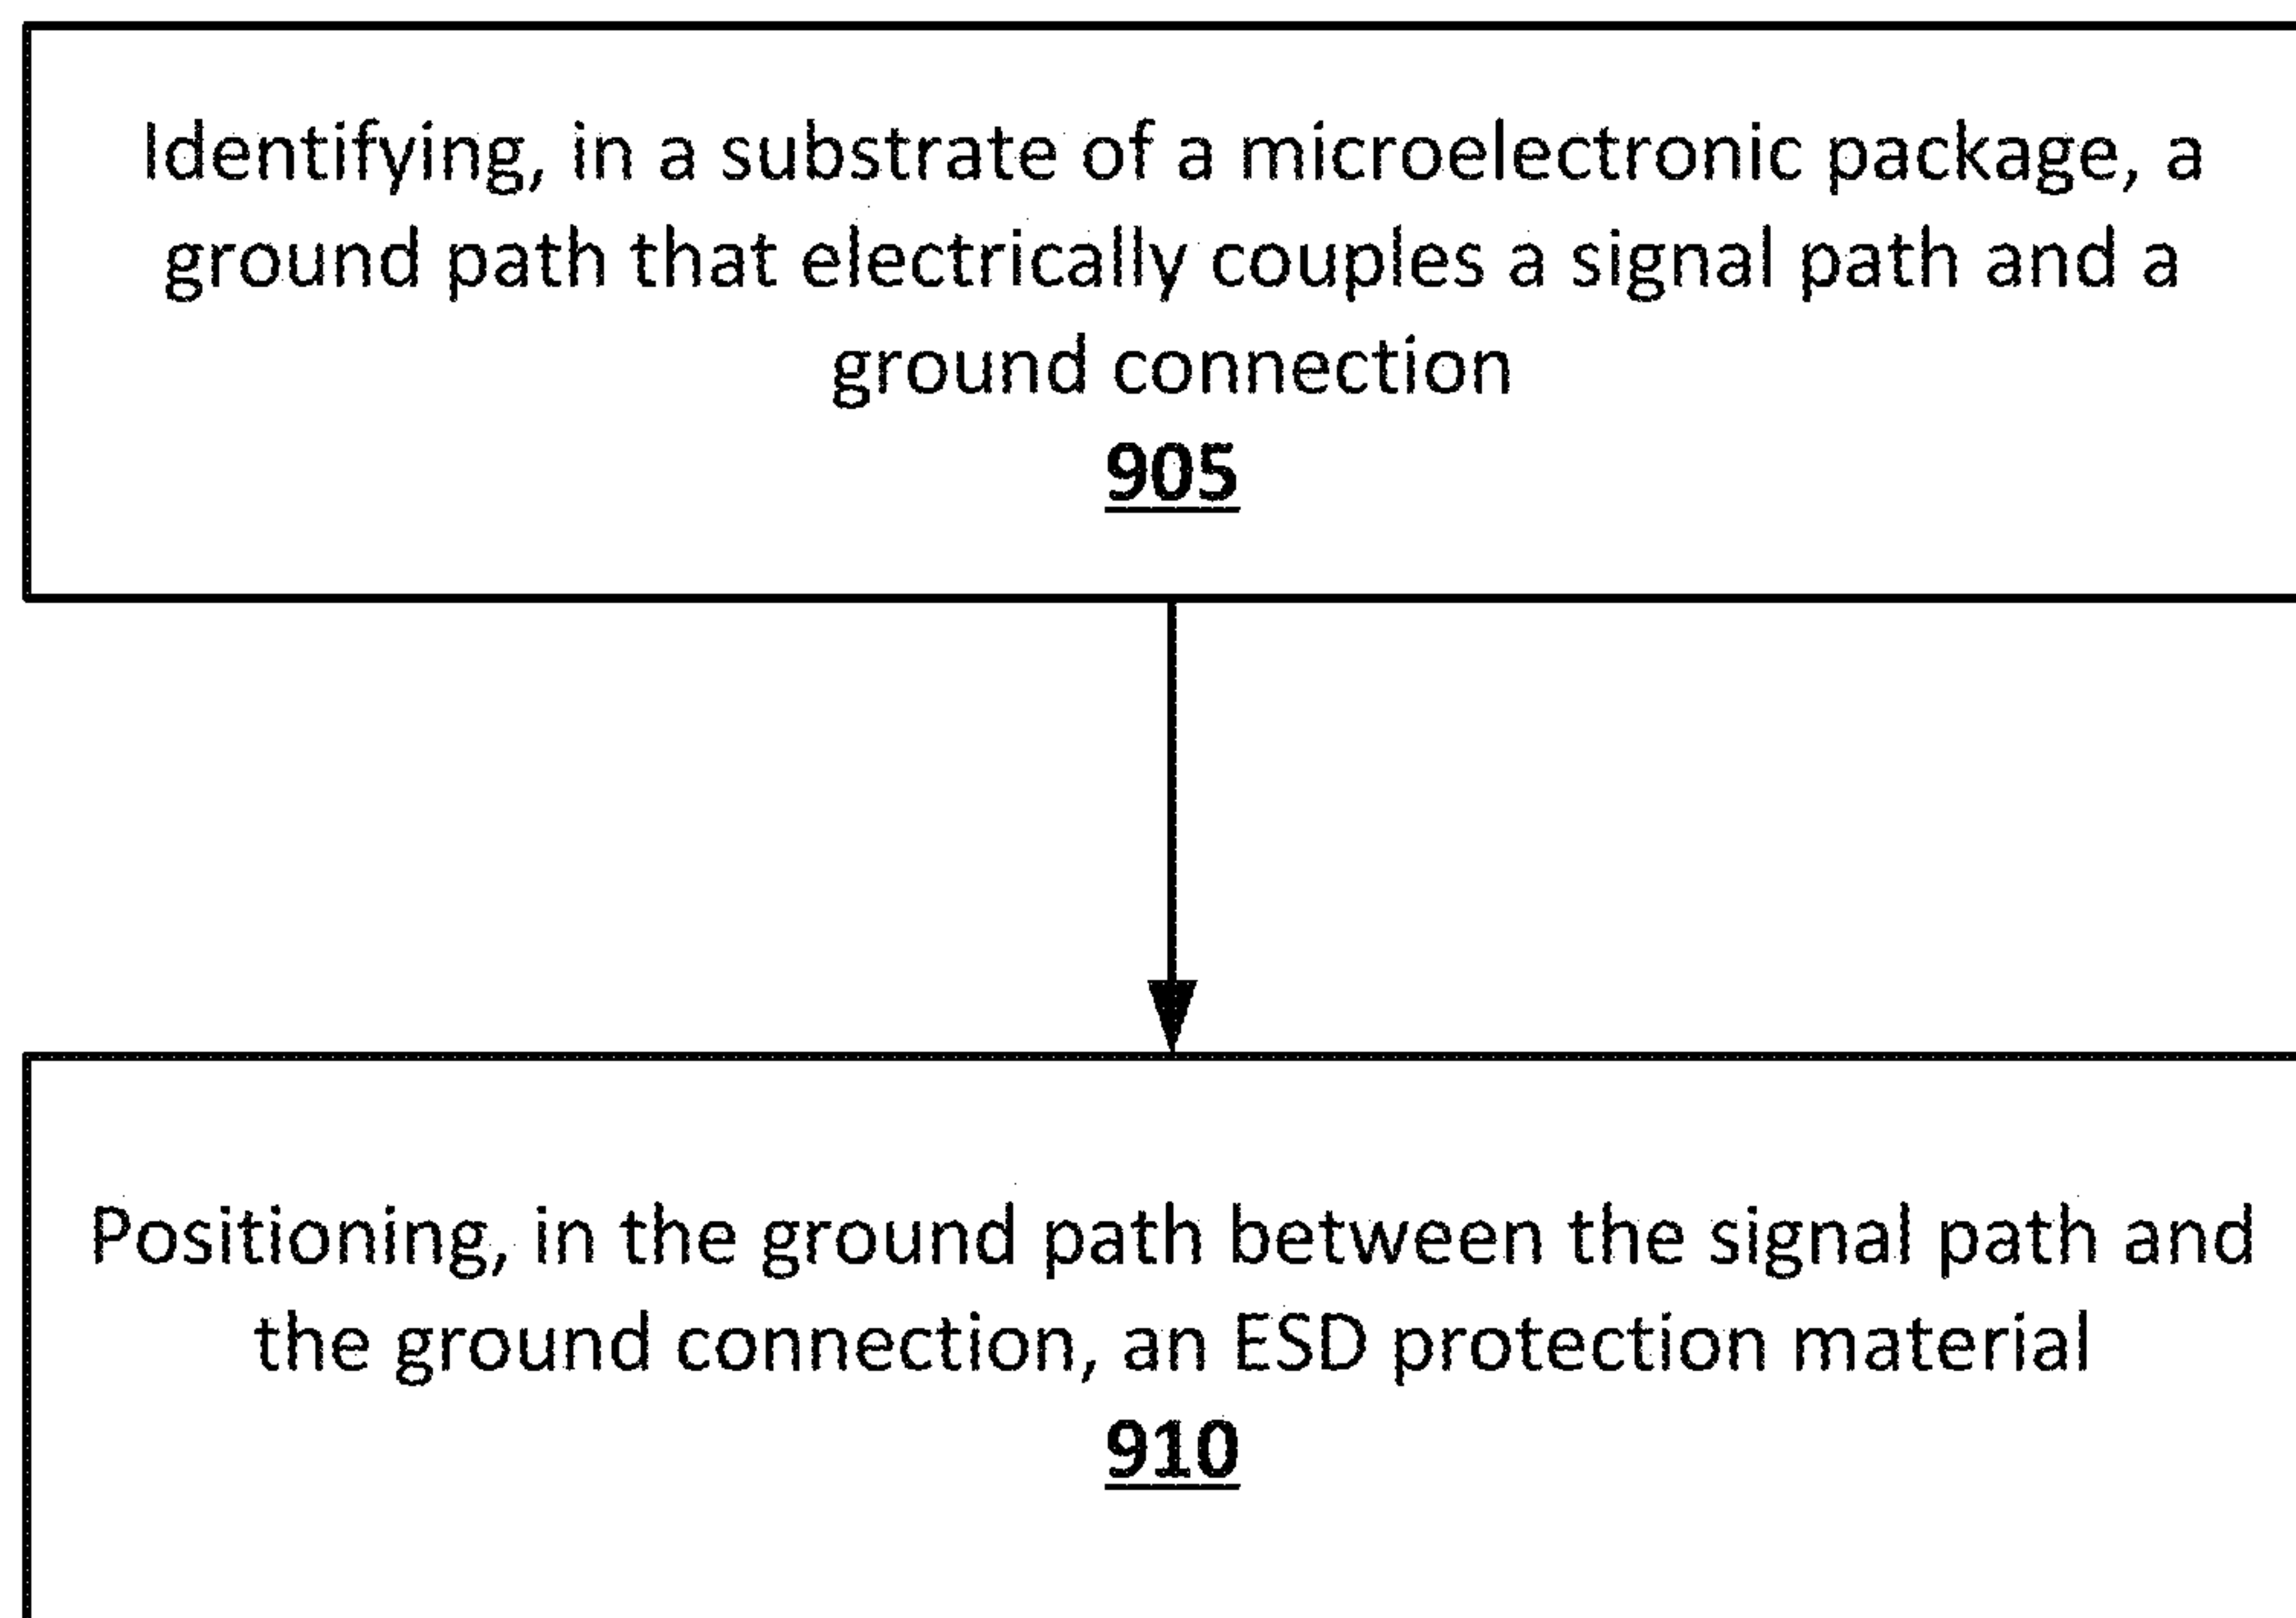 Identifying, in a substrate of a microelectronic package, a
ground path that electrically couples a signal path and a
ground connection
905
Positioning, in the ground path between the signal path and
the ground connection, an ESD protection material
910